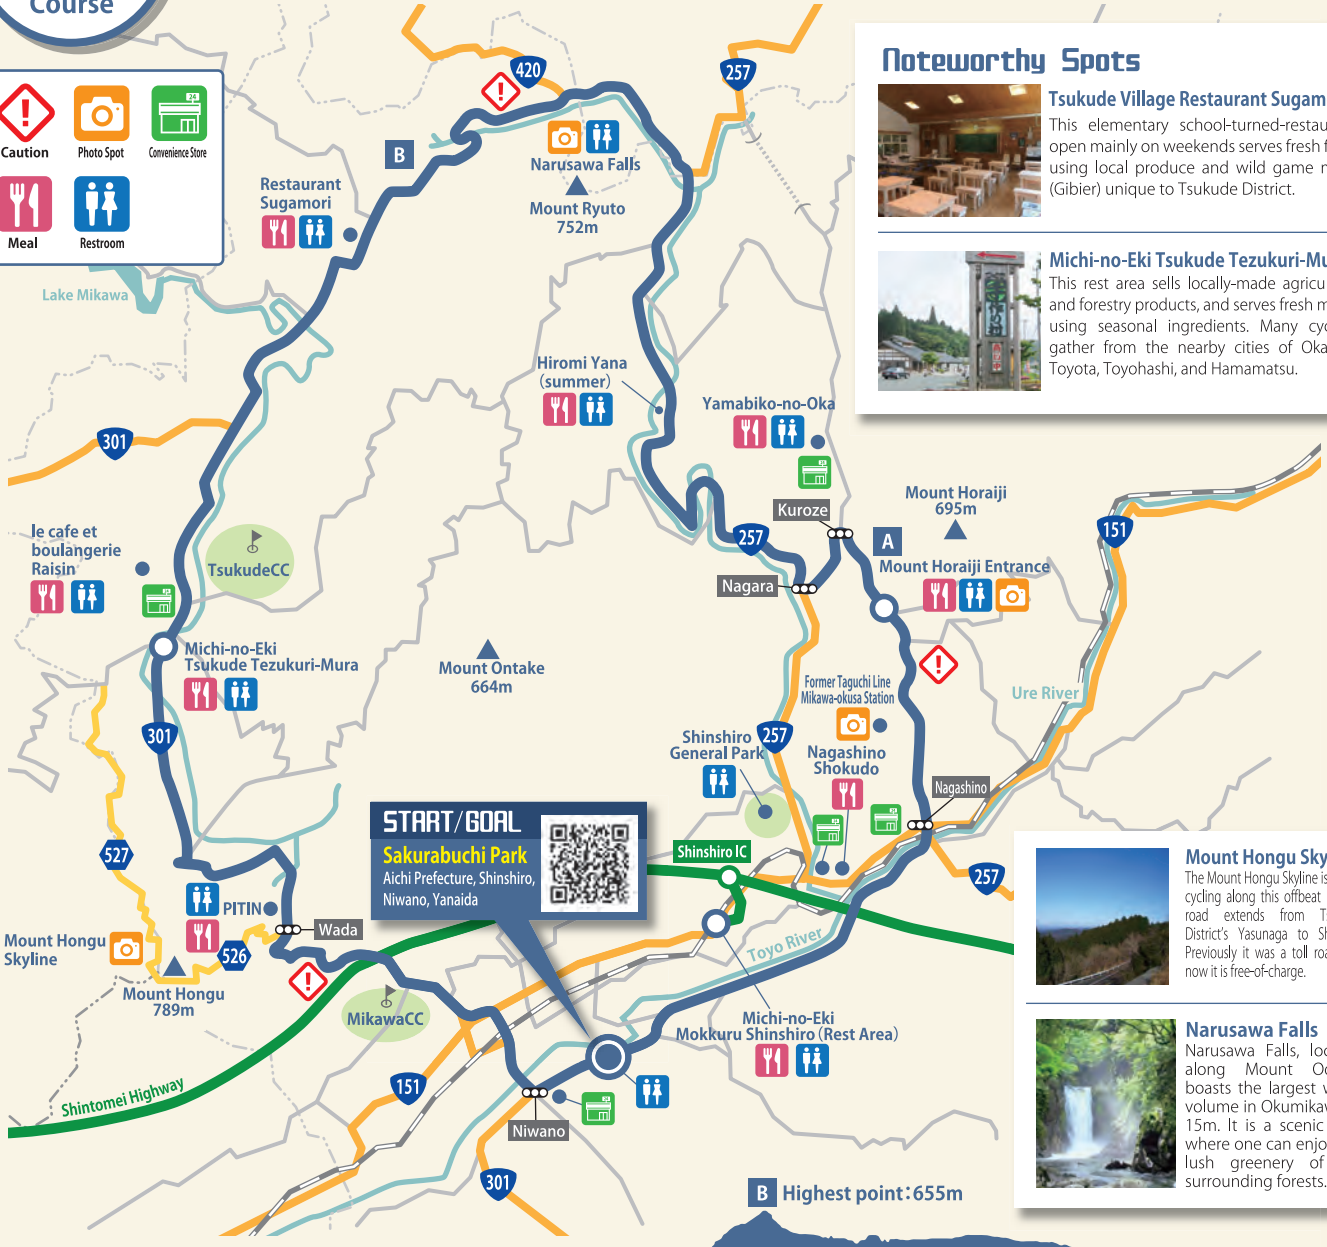 Course
Caution
Photo Spot
Convenience Store
Meal
Restroom
24
420
257
B
Narusawa Falls
Mount Ryuto
752m
Restaurant
Sugamori
Lake Mikawa
Hiromi Yana
(summer)
Yamabiko-no-Oka
301
Kuroze
A
Mount Horaiji
695m
151
le cafe et
boulangerie
Raisin
TsukudeCC
257
Nagara
Mount Horaiji Entrance
Michi-no-Eki
Tsukude Tezukuri-Mura
Mount Ontake
664m
Former Taguchi Line
Mikawa-okusa Station
Ure River
301
Shinshiro
General Park
257
Nagashino
Shokudo
Nagashino
START/GOAL
Sakurabuchi Park
Aichi Prefecture, Shinshiro,
Niwano, Yanaida
Shinshiro IC
527
257
PITIN
Wada
Mount Hongu
Skyline
526
Toyo River
Mount Hongu
789m
MikawaCC
Michi-no-Eki
Mokkuru Shinshiro (Rest Area)
Shintomei Highway
151
Niwano
301
B Highest point:655m
Noteworthy Spots
Tsukude Village Restaurant Sugam
This elementary school-turned-restau
open mainly on weekends serves fresh f
using local produce and wild game m
(Gibier) unique to Tsukude District.
Michi-no-Eki Tsukude Tezukuri-Mu
This rest area sells locally-made agricu
and forestry products, and serves fresh m
using seasonal ingredients. Many cyc
gather from the nearby cities of Oka
Toyota, Toyohashi, and Hamamatsu.
Mount Hongu Sky
The Mount Hongu Skyline is
cycling along this offbeat
road extends from T
District's Yasunaga to Sh
Previously it was a toll roa
now it is free-of-charge.
Narusawa Falls
Narusawa Falls, loc
along Mount Oc
boasts the largest v
volume in Okumikav
15m. It is a scenic
where one can enjo
lush greenery of
surrounding forests.